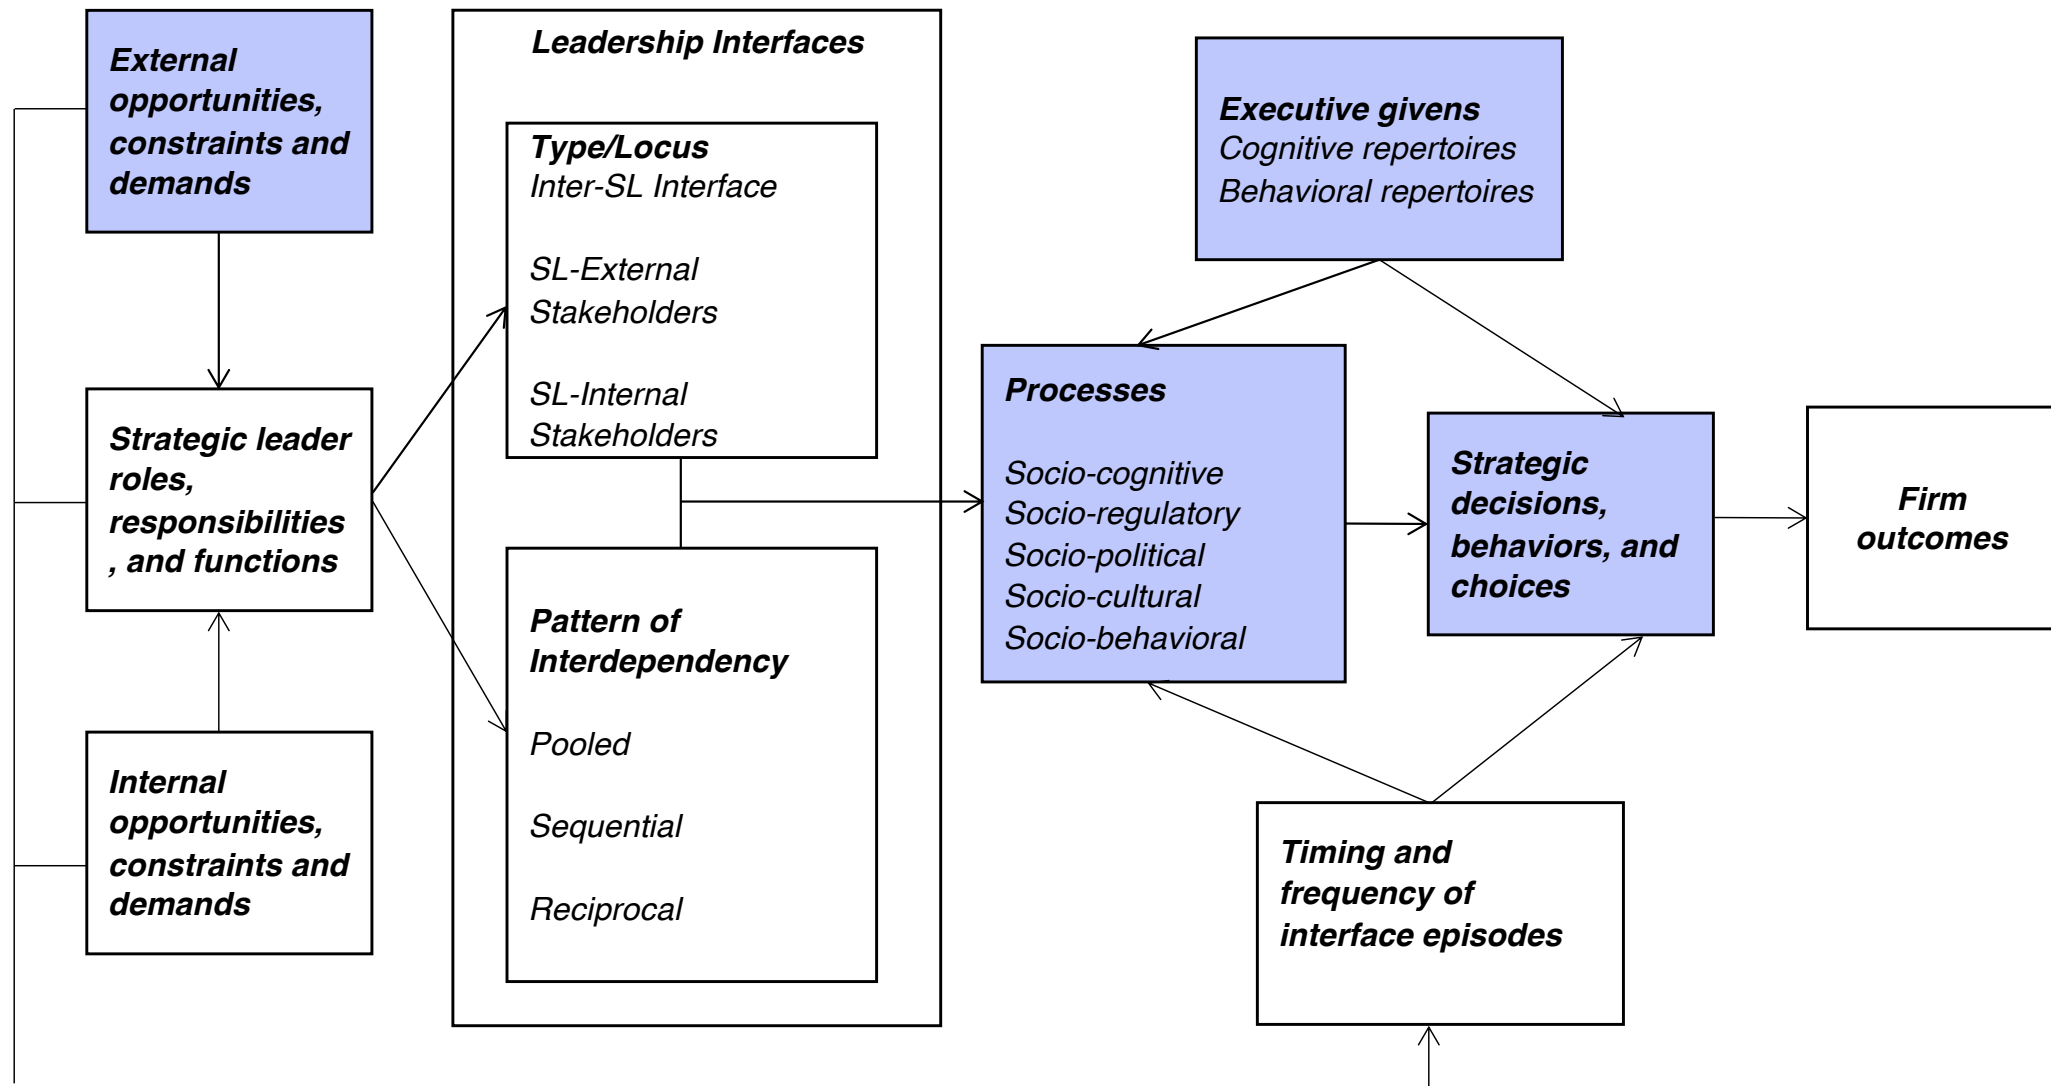 External
opportunities,
constraints and
demands
Strategic leader
roles,
responsibilities
, and functions
Internal
opportunities,
constraints and
demands
Leadership Interfaces
Type/Locus
Inter-SL Interface
SL-External
Stakeholders
SL-Internal
Stakeholders
Pattern of
Interdependency
Pooled
Sequential
Reciprocal
Executive givens
Cognitive repertoires
Behavioral repertoires
Processes
Socio-cognitive
Socio-regulatory
Socio-political
Socio-cultural
Socio-behavioral
Strategic
decisions,
behaviors, and
choices
Firm
outcomes
Timing and
frequency of
interface episodes